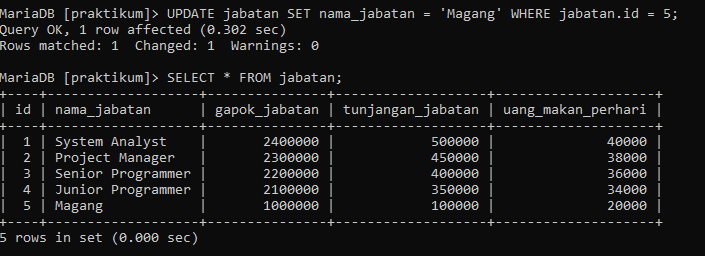 MariaDB [praktikum]> UPDATE jabatan SET nama_jabatan = 'Magang' WHERE jabatan.id = 5;
Query OK, 1 row affected (0.302 sec)
Rows matched: 1  Changed: 1  Warnings: 0

MariaDB [praktikum]> SELECT * FROM jabatan;
+----+-------------------+---------------+-------------------+---------------------+
| id | nama_jabatan      | gapok_jabatan | tunjangan_jabatan | uang_makan_perhari |
+----+-------------------+---------------+-------------------+---------------------+
|  1 | System Analyst    |       2400000 |            500000 |              40000 |
|  2 | Project Manager   |       2300000 |            450000 |              38000 |
|  3 | Senior Programmer |       2200000 |            400000 |              36000 |
|  4 | Junior Programmer |       2100000 |            350000 |              34000 |
|  5 | Magang            |       1000000 |            100000 |              20000 |
+----+-------------------+---------------+-------------------+---------------------+
5 rows in set (0.000 sec)